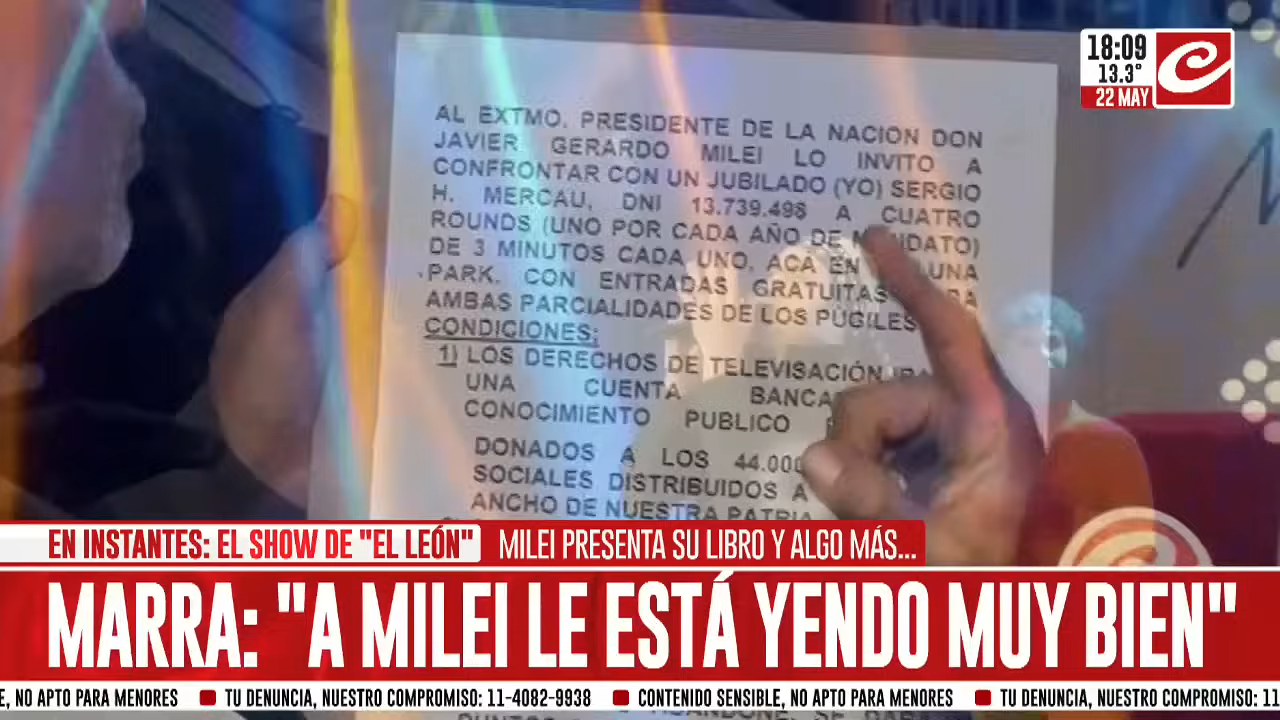 18:09
13.3°
22 MAY
AL EXTMO. PRESIDENTE DE LA NACION DON
JAVIER GERARDO MILEI LO INVITO A
CONFRONTAR CON UN JUBILADO (YO) SERGIO
H. MERCAU, DNI 13.739.498 A CUATRO
ROUNDS (UNO POR CADA AÑO DE MANDATO)
DE 3 MINUTOS CADA UNO, ACÁ EN LUNA
PARK. CON ENTRADAS GRATUITAS
AMBAS PARCIALIDADES DE LOS PÚGILES
CONDICIONES:
1) LOS DERECHOS DE TELEVISACIÓN
UNA CUENTA
CONOCIMIENTO PUBLICO
DONADOS A LOS 44.000
SOCIALES DISTRIBUIDOS A
ANCHO DE NUESTRA PATRIA
EN INSTANTES: EL SHOW DE "EL LEÓN" MILEI PRESENTA SU LIBRO Y ALGO MÁS...
MARRA: "A MILEI LE ESTÁ YENDO MUY BIEN"
E, NO APTO PARA MENORES TU DENUNCIA, NUESTRO COMPROMISO: 11-4082-9938 CONTENIDO SENSIBLE, NO APTO PARA MENORES TU DENUNCIA, NUESTRO COMPROMISO: 11